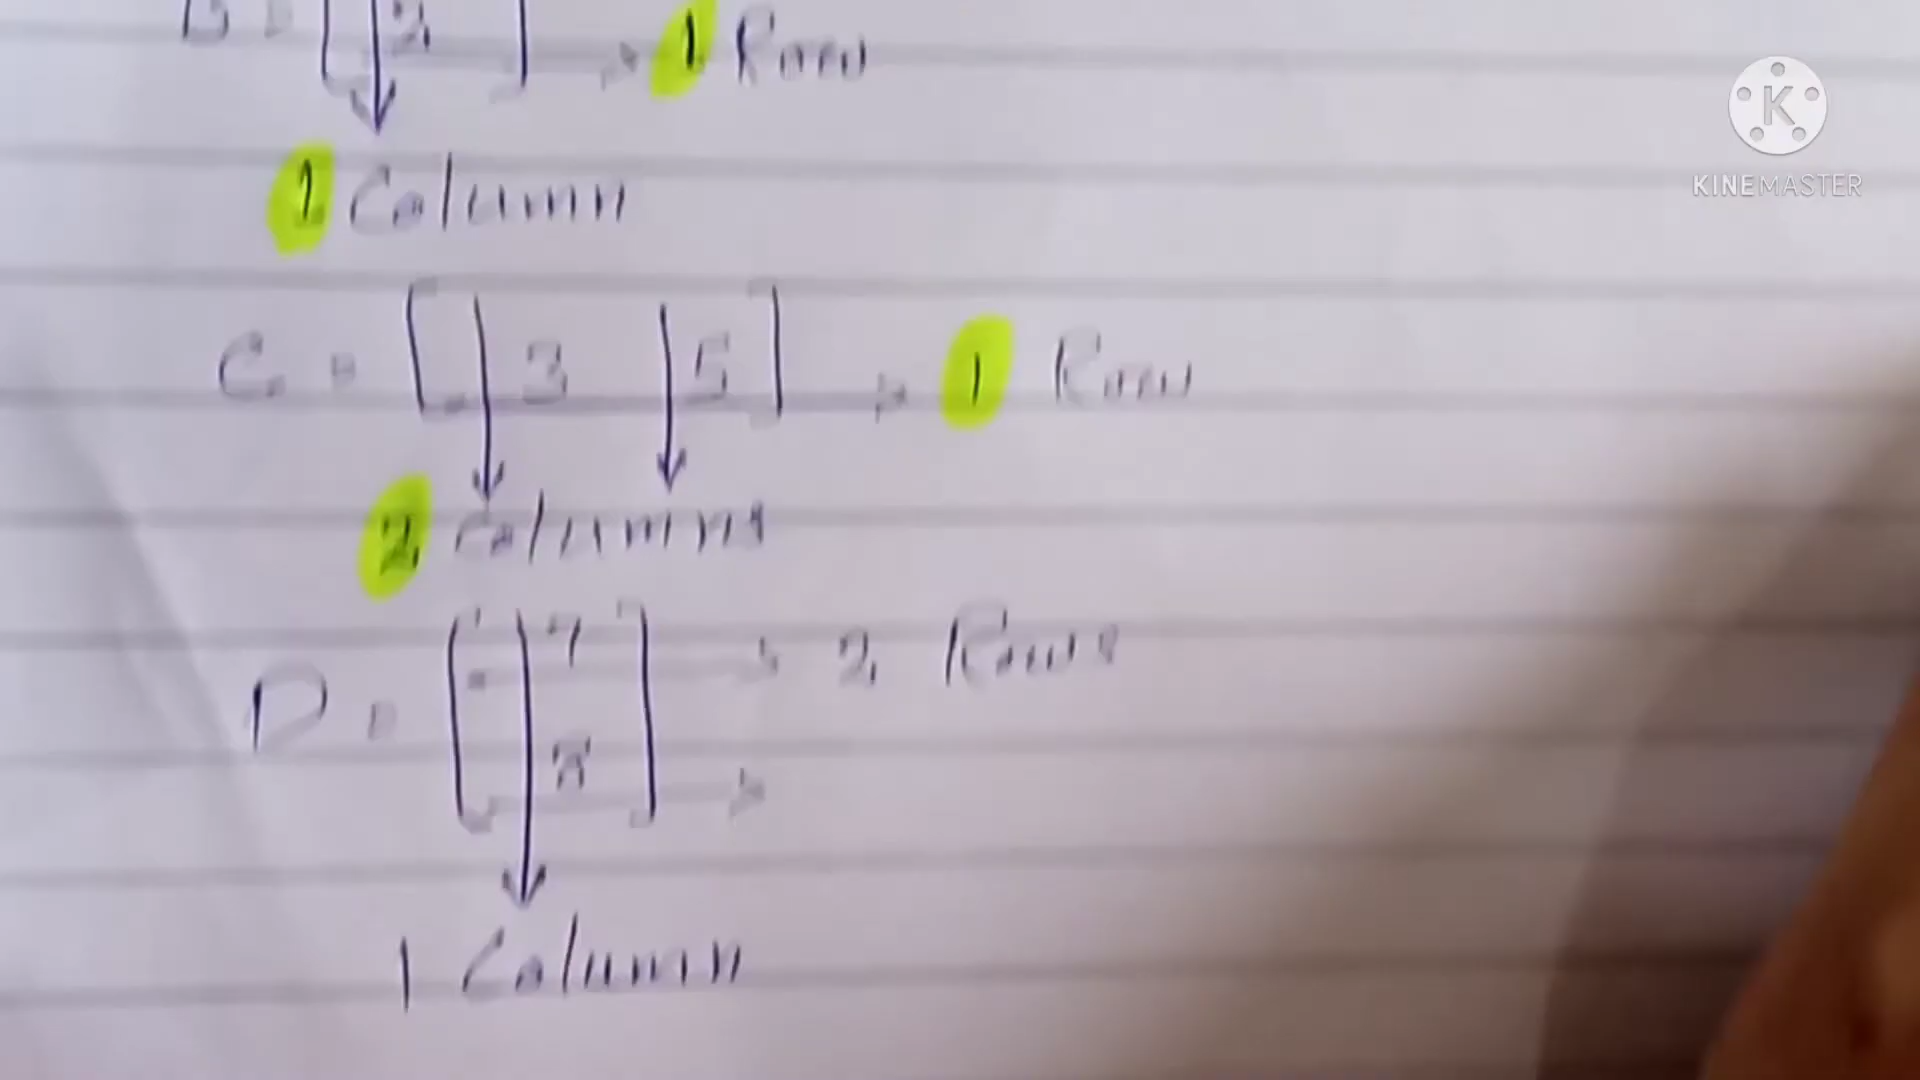 B = [ 2 ] → 1 Row
1 Column
C = [ 3 5 ] → 1 Row
2 Columns
D = [ 7 → 2 Rows
8 ] →
1 Column
KINEMASTER